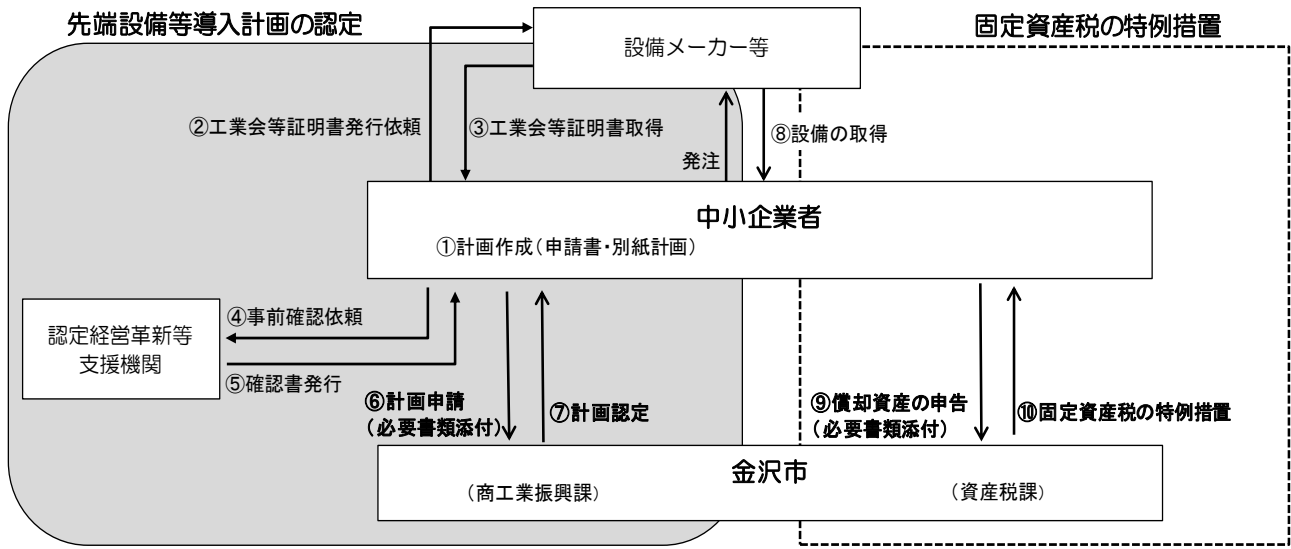 先端設備等導入計画の認定
固定資産税の特例措置
設備メーカー等
②工業会等証明書発行依頼
③工業会等証明書取得
発注
⑧設備の取得
中小企業者
①計画作成(申請書・別紙計画)
認定経営革新等
支援機関
④事前確認依頼
⑤確認書発行
⑥計画申請
(必要書類添付)
⑦計画認定
⑨償却資産の申告
(必要書類添付)
⑩固定資産税の特例措置
金沢市
(商工業振興課)
(資産税課)